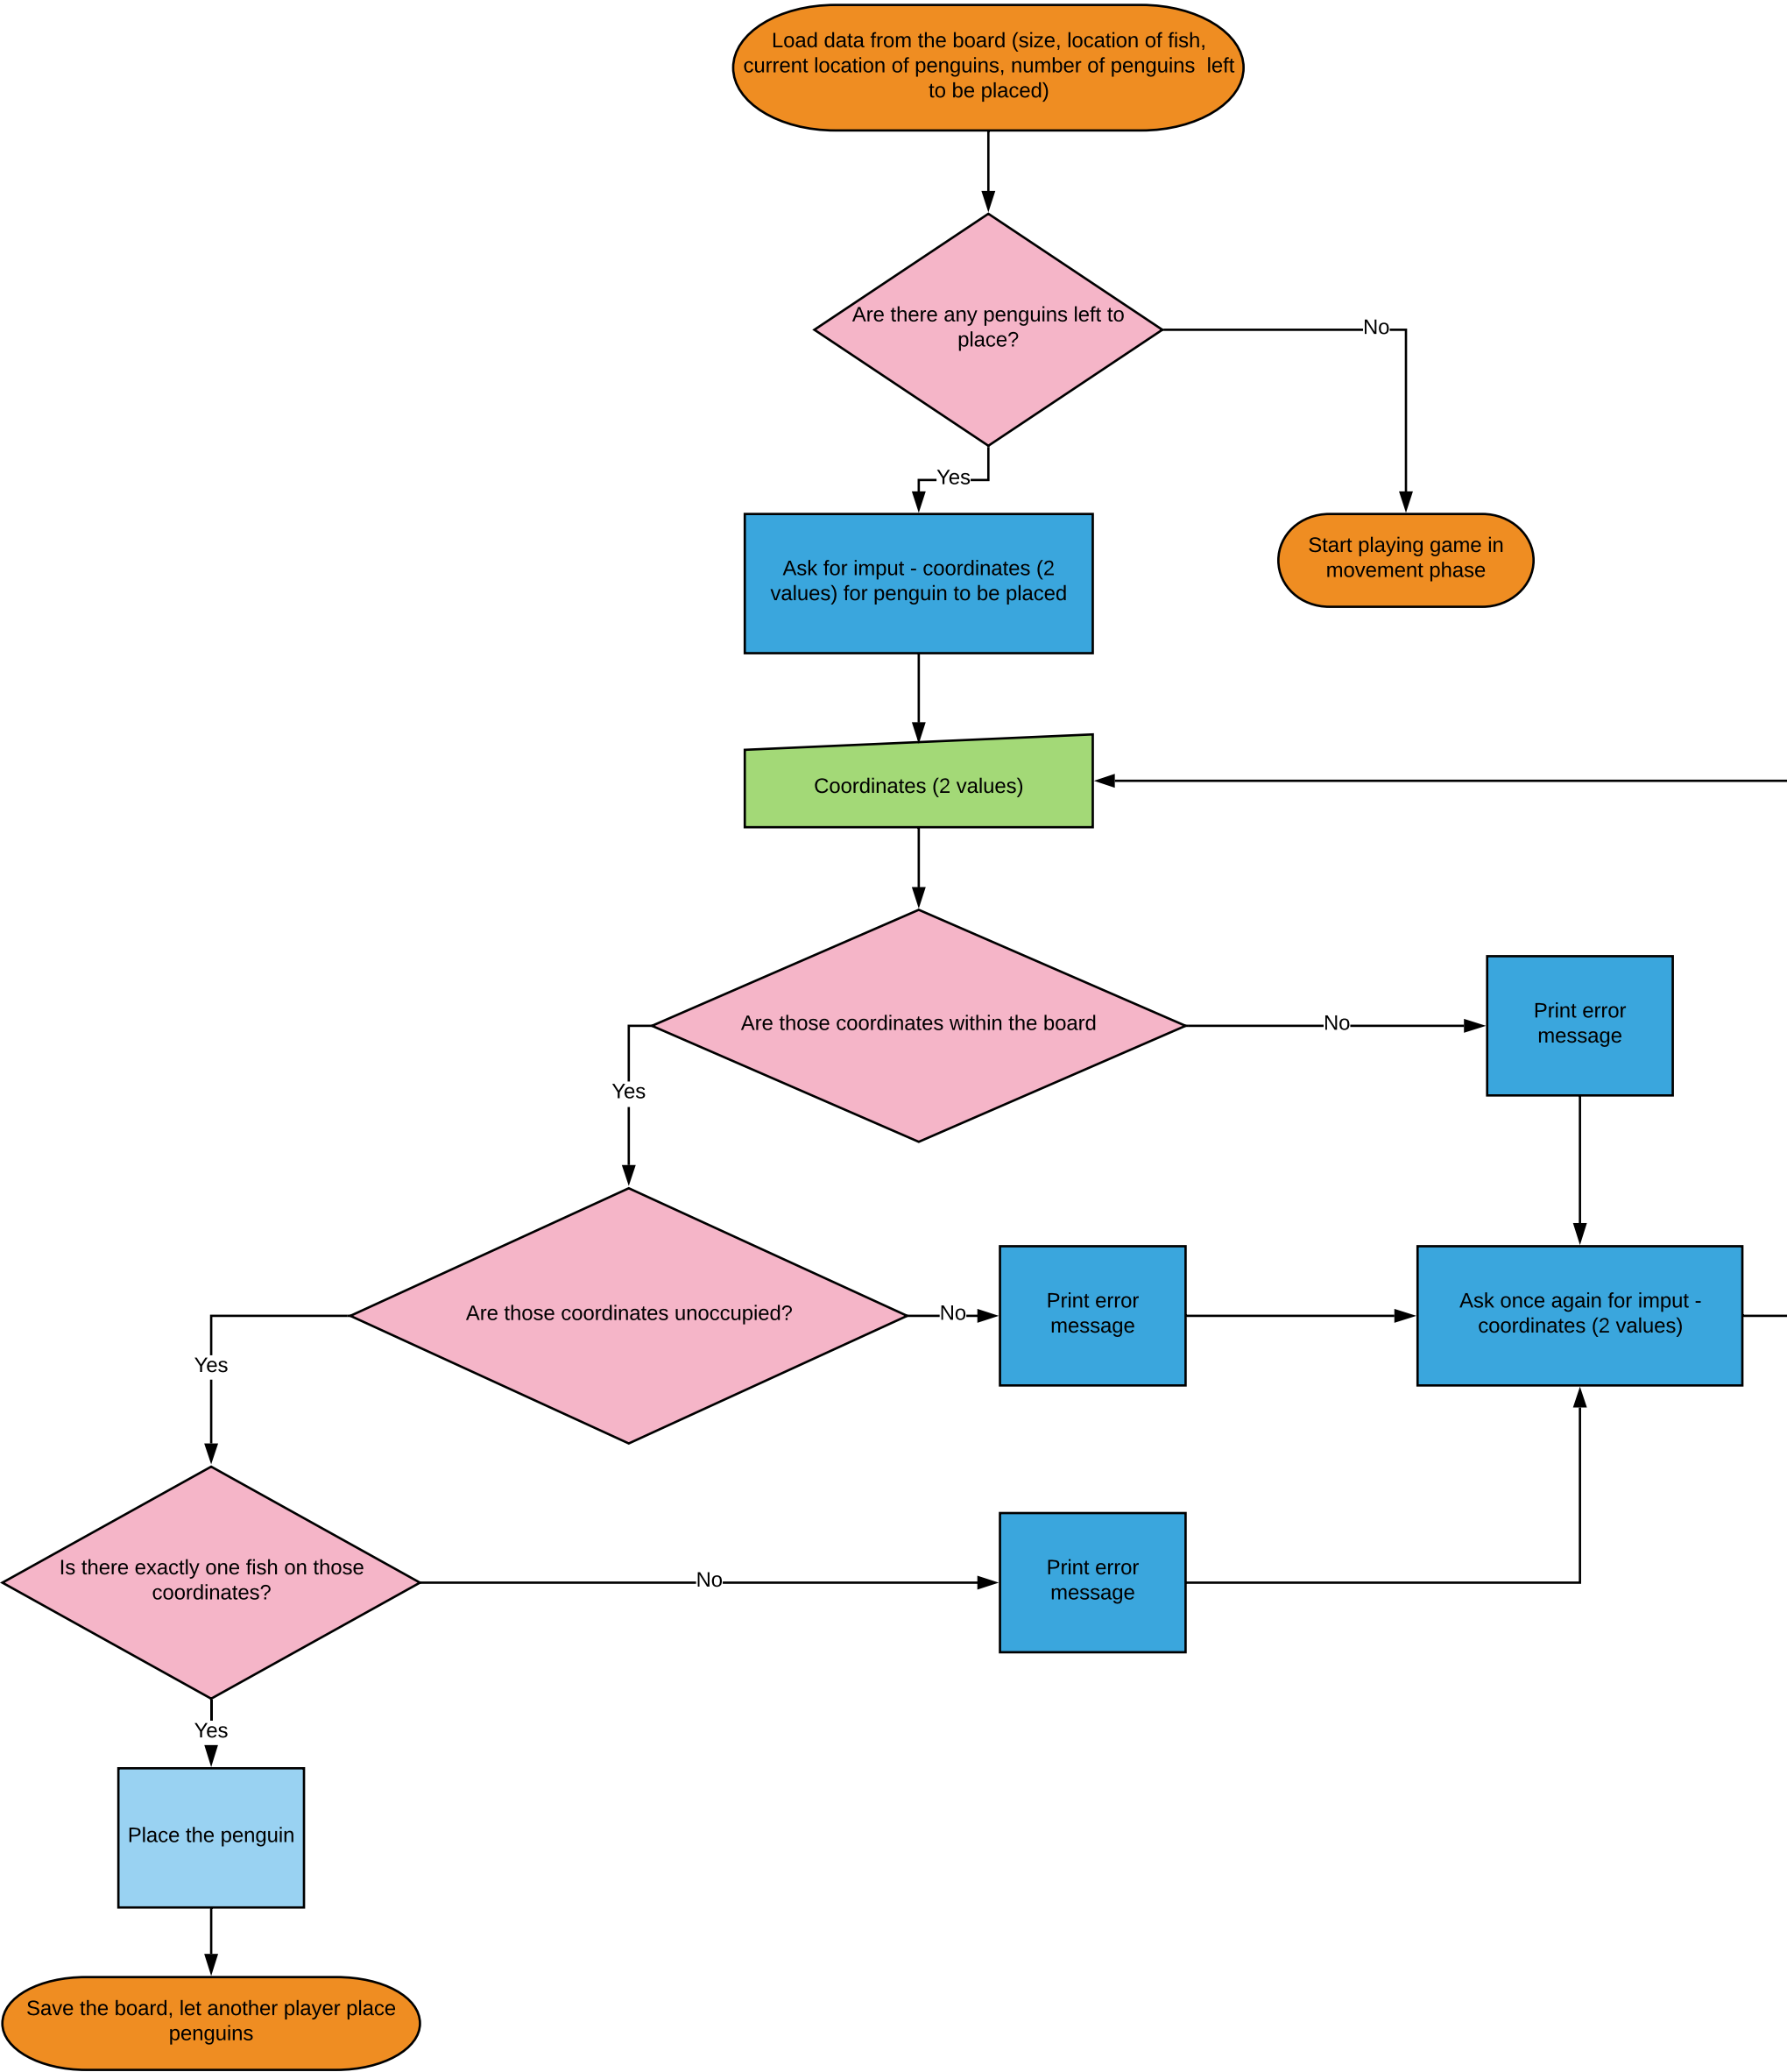 Load data from the board (size, location of fish,
current location of penguins, number of penguins  left
to be placed)
Are there any penguins left to
place?
No
Yes
Ask for imput - coordinates (2
values) for penguin to be placed
Start playing game in
movement phase
Coordinates (2 values)
Are those coordinates within the board
No
Print error
message
Yes
Are those coordinates unoccupied?
No
Print error
message
Ask once again for imput -
coordinates (2 values)
Yes
Is there exactly one fish on those
coordinates?
No
Print error
message
Yes
Place the penguin
Save the board, let another player place
penguins